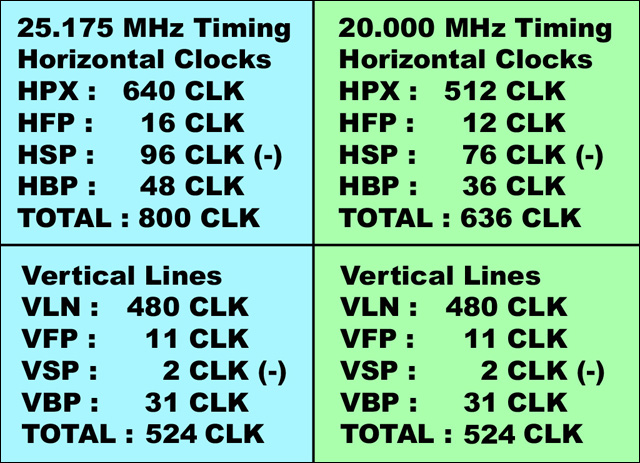 25.175 MHz Timing
Horizontal Clocks
HPX : 640 CLK
HFP : 16 CLK
HSP : 96 CLK (-)
HBP : 48 CLK
TOTAL : 800 CLK
20.000 MHz Timing
Horizontal Clocks
HPX : 512 CLK
HFP : 12 CLK
HSP : 76 CLK (-)
HBP : 36 CLK
TOTAL : 636 CLK
Vertical Lines
VLN : 480 CLK
VFP : 11 CLK
VSP : 2 CLK (-)
VBP : 31 CLK
TOTAL : 524 CLK
Vertical Lines
VLN : 480 CLK
VFP : 11 CLK
VSP : 2 CLK (-)
VBP : 31 CLK
TOTAL : 524 CLK